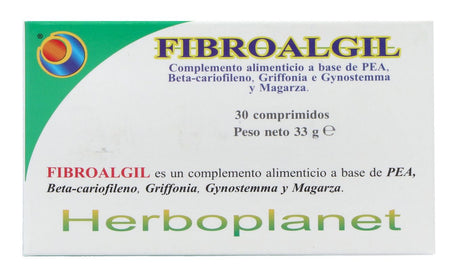 FIBROALGIL
Complemento alimenticio a base de PEA,
Beta-cariofileno, Griffonia e Gynostemma
y Magarza.
30 comprimidos
Peso neto 33 g ℮
FIBROALGIL es un complemento alimenticio a base de PEA,
Beta-cariofileno, Griffonia, Gynostemma y Magarza.
Herboplanet